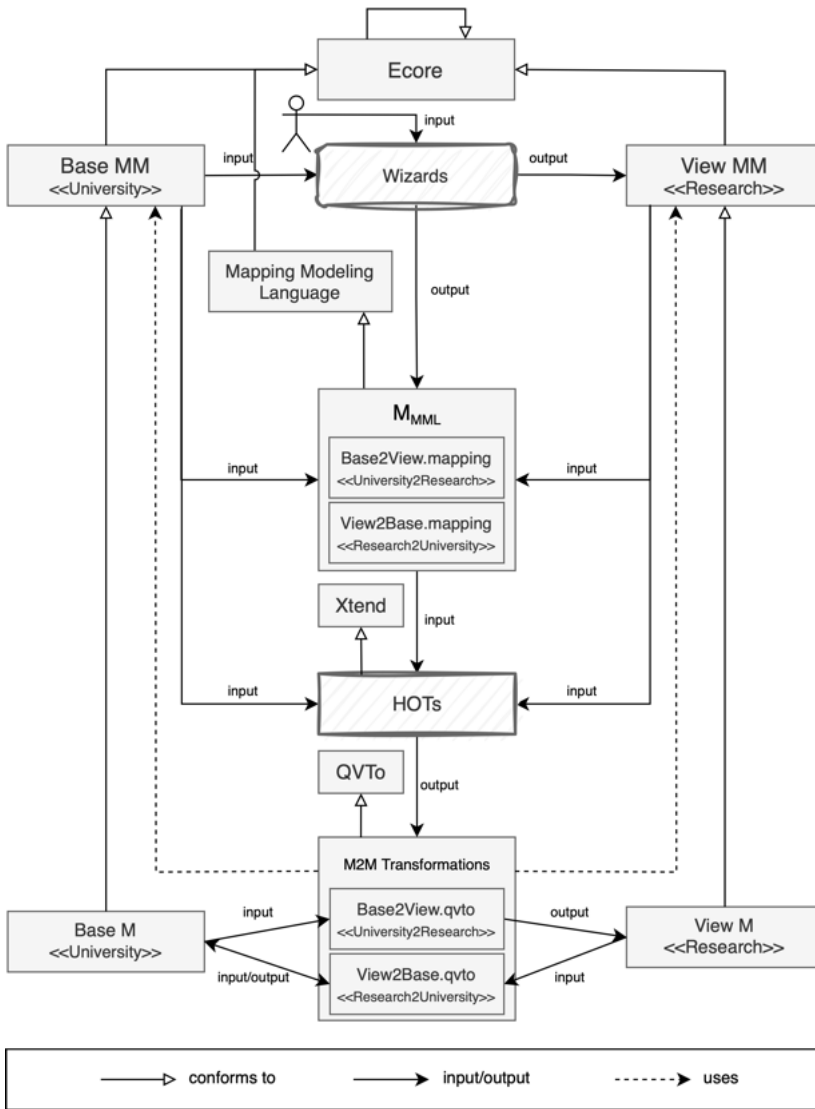 Ecore
input
Base MM
<<University>>
input
Wizards
output
View MM
<<Research>>
Mapping Modeling
Language
output
M_MML
input
Base2View.mapping
<<University2Research>>
input
View2Base.mapping
<<Research2University>>
Xtend
input
input
HOTs
input
QVTo
output
M2M Transformations
Base M
<<University>>
input
Base2View.qvto
<<University2Research>>
output
View M
<<Research>>
input/output
View2Base.qvto
<<Research2University>>
input
conforms to
input/output
uses